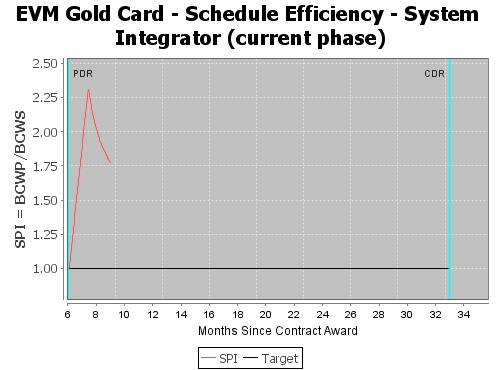 EVM Gold Card - Schedule Efficiency - System
Integrator (current phase)
SPI = BCWP/BCWS
2.50
2.25
2.00
1.75
1.50
1.25
1.00
PDR
CDR
6 8 10 12 14 16 18 20 22 24 26 28 30 32 34
Months Since Contract Award
SPI Target